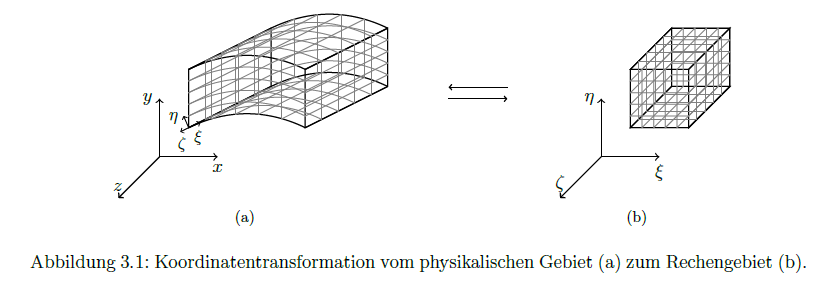 y
η
ζ ξ
x
z
(a)
η
ξ
ζ
(b)
Abbildung 3.1: Koordinatentransformation vom physikalischen Gebiet (a) zum Rechengebiet (b).